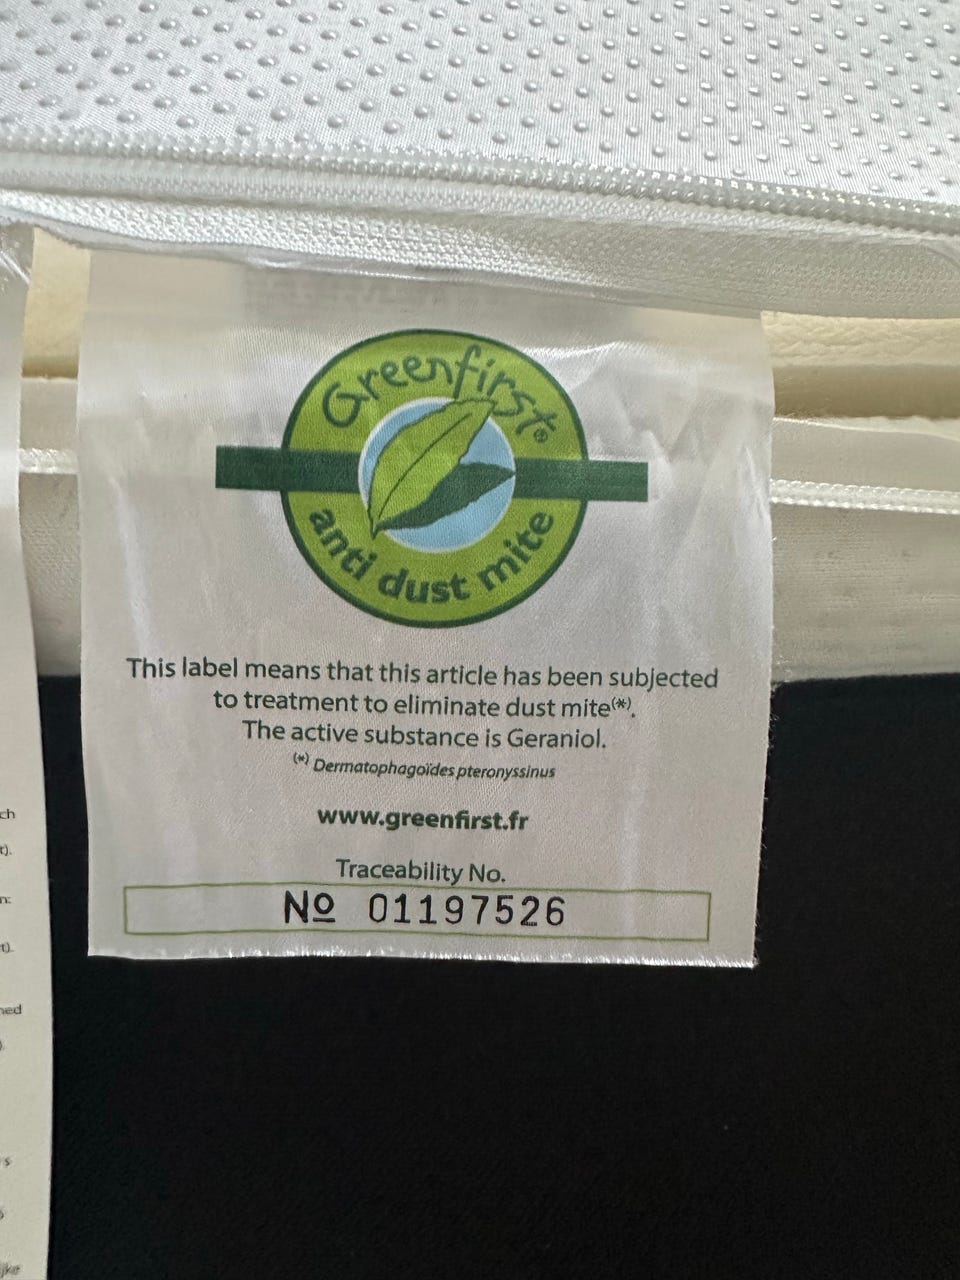 Greenfirst®
anti dust mite
This label means that this article has been subjected
to treatment to eliminate dust mite(*).
The active substance is Geraniol.
(*) Dermatophagoïdes pteronyssinus
www.greenfirst.fr
Traceability No.
Nº 01197526